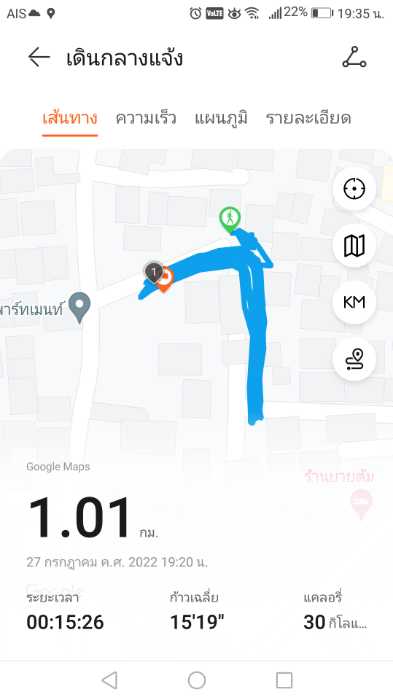 AIS VoLTE 22% 19:35 น.
เดินกลางแจ้ง
เส้นทาง ความเร็ว แผนภูมิ รายละเอียด
1
KM
าร์ทเมนท์
Google Maps
ร้านยายต้ม
1.01 กม.
27 กรกฎาคม ค.ศ. 2022 19:20 น.
Google
ระยะเวลา ก้าวเฉลี่ย แคลอรี่
00:15:26 15'19" 30 กิโลแ...